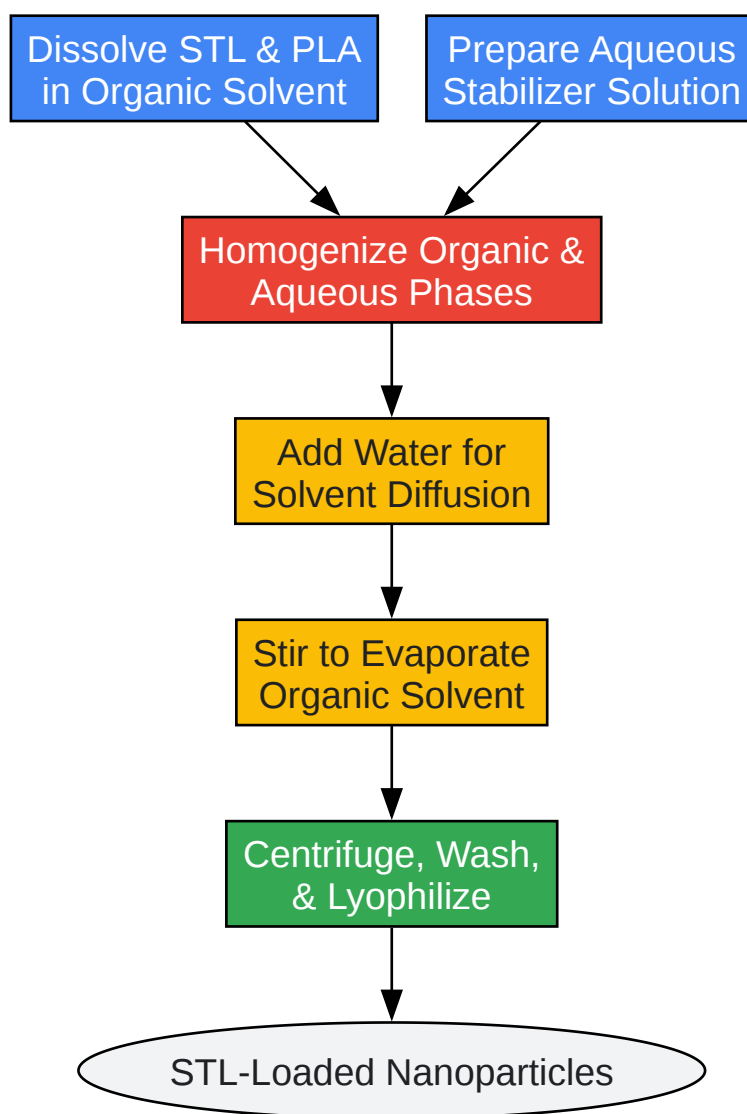 Dissolve STL & PLA
in Organic Solvent
Prepare Aqueous
Stabilizer Solution
Homogenize Organic &
Aqueous Phases
Add Water for
Solvent Diffusion
Stir to Evaporate
Organic Solvent
Centrifuge, Wash,
& Lyophilize
STL-Loaded Nanoparticles